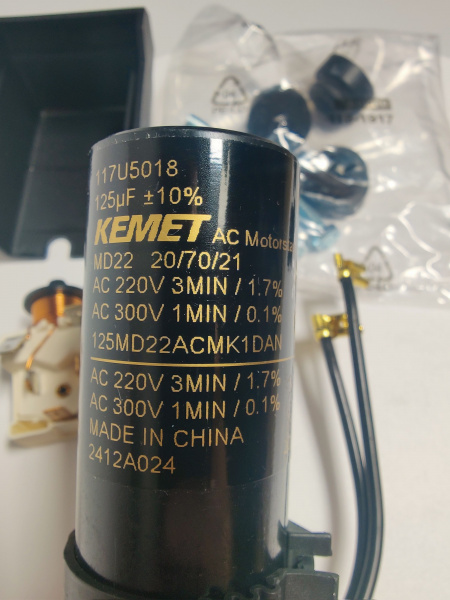 117U5018
125µF ±10%
KEMET AC Motorsta
MD22 20/70/21
AC 220V 3MIN / 1.7%
AC 300V 1MIN / 0.1%
125MD22ACMK1DAN
AC 220V 3MIN / 1.7%
AC 300V 1MIN / 0.1%
MADE IN CHINA
2412A024